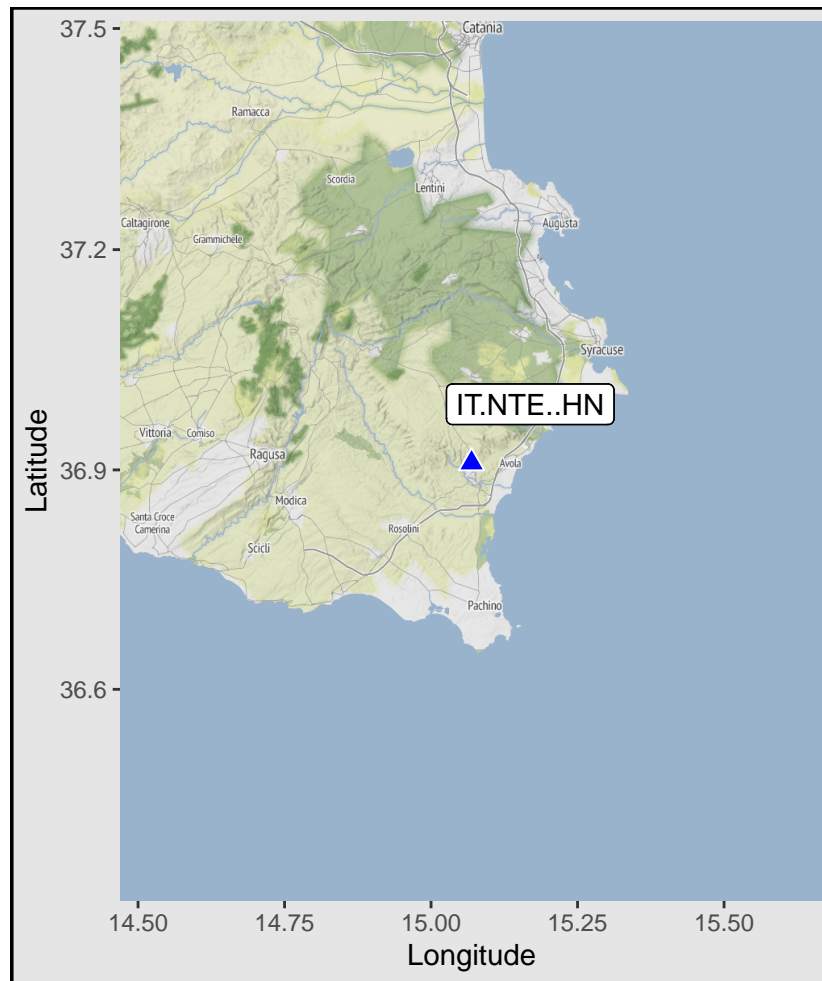 37.5
37.2
36.9
36.6
Latitude
Catania
Ramacca
Scordia
Lentini
Caltagirone
Grammichele
Augusta
Syracuse
IT.NTE..HN
Vittoria
Comiso
Ragusa
Avola
Modica
Santa Croce
Camerina
Rosolini
Scicli
Pachino
14.50
14.75
15.00
15.25
15.50
Longitude